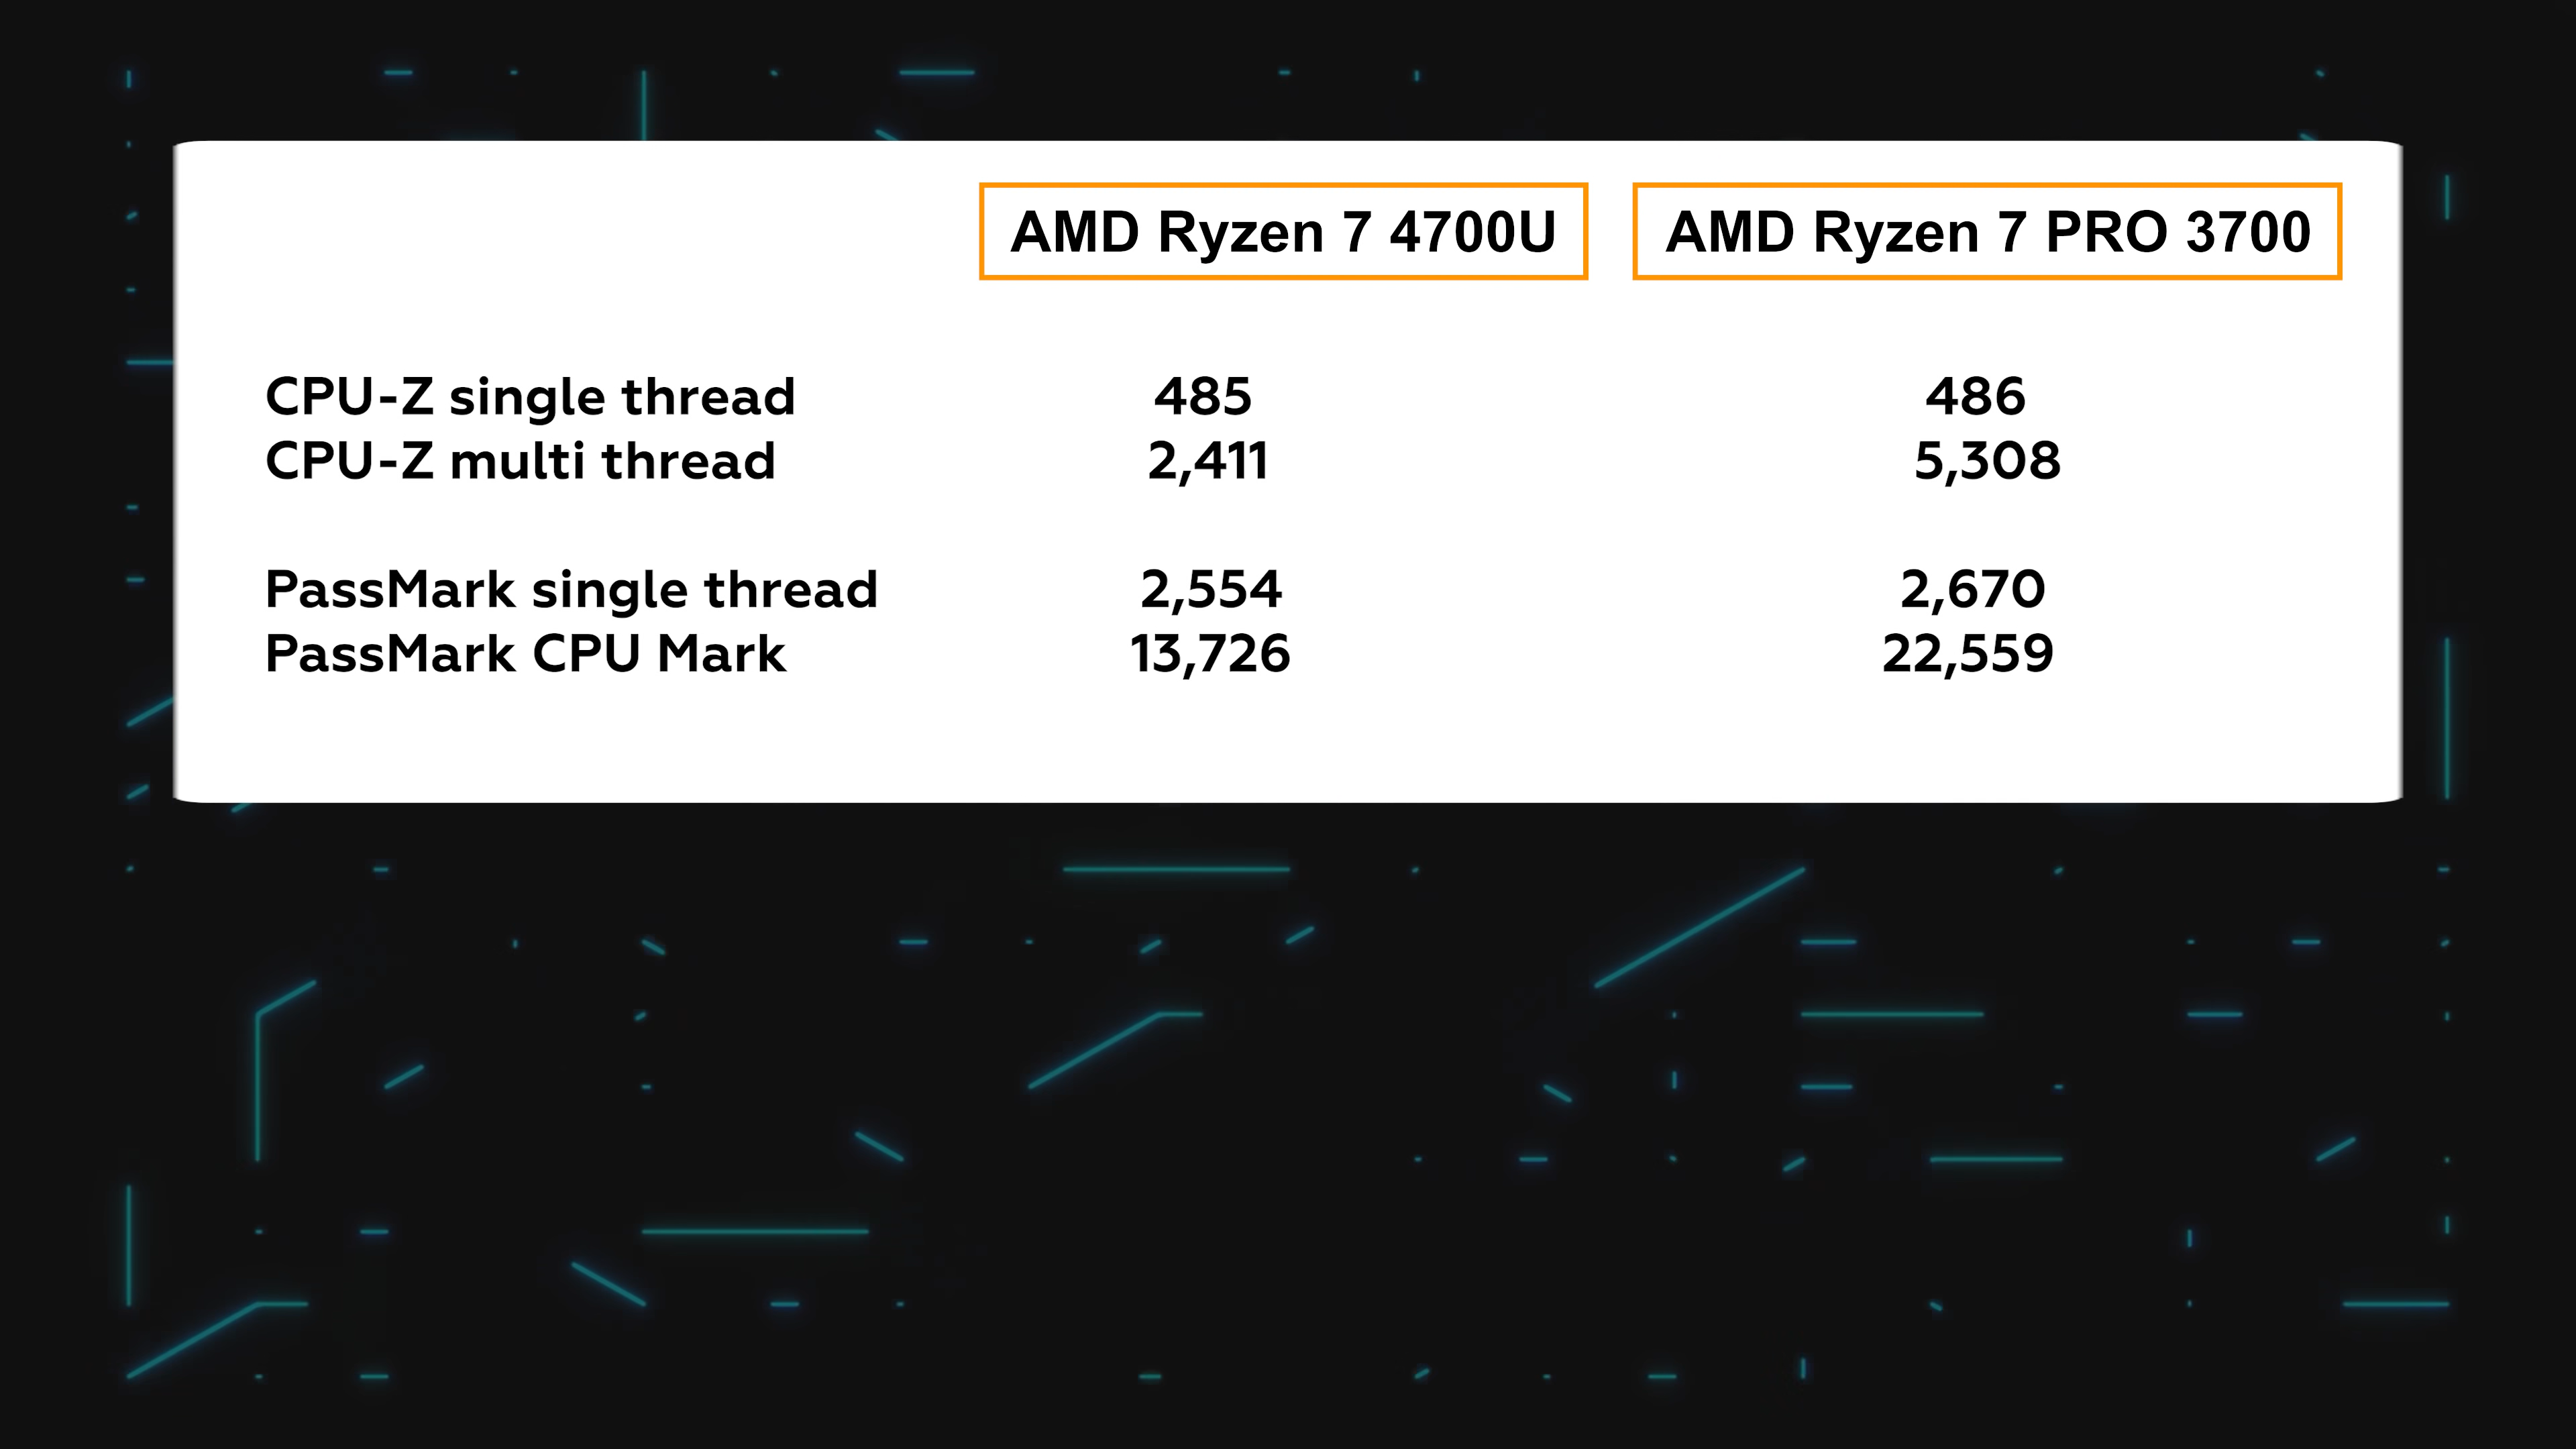 AMD Ryzen 7 4700U AMD Ryzen 7 PRO 3700
CPU-Z single thread 485 486
CPU-Z multi thread 2,411 5,308
PassMark single thread 2,554 2,670
PassMark CPU Mark 13,726 22,559